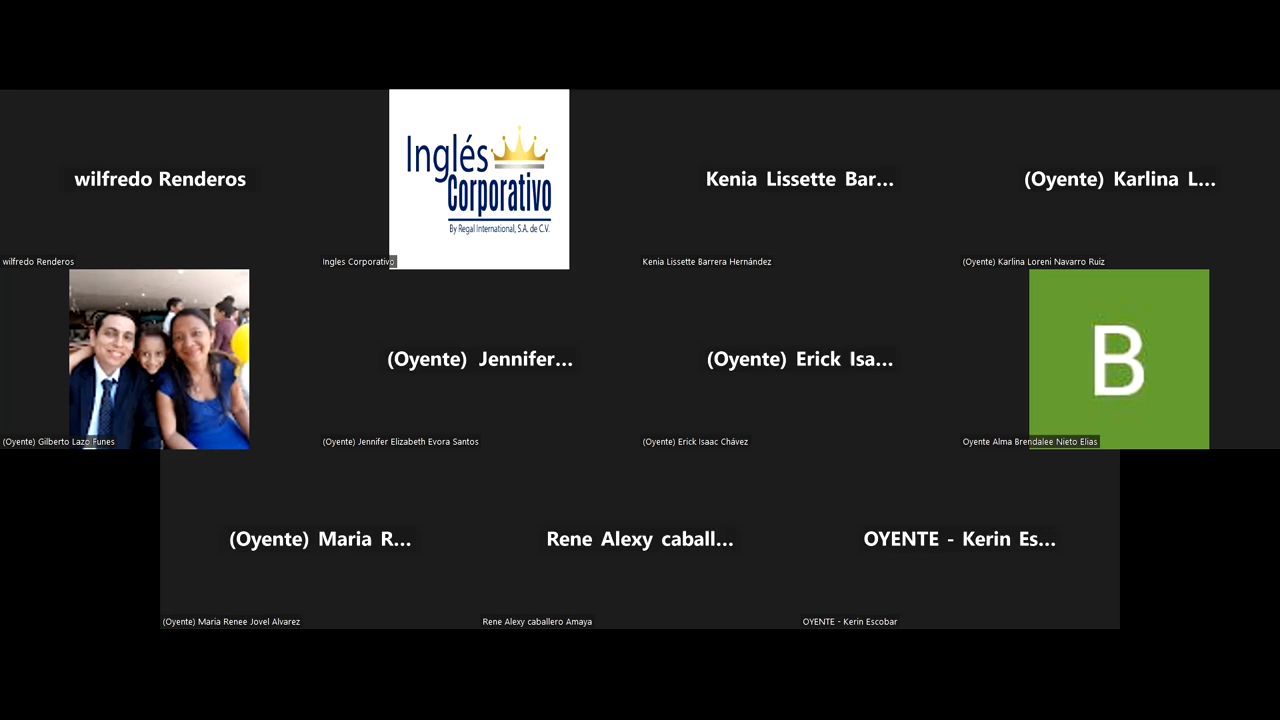 wilfredo Renderos
Inglés
Corporativo
By Regal International, S.A. de C.V.
Kenia Lissette Bar...
(Oyente) Karlina L...
wilfredo Renderos
Ingles Corporativo
Kenia Lissette Barrera Hernández
(Oyente) Karlina Loreni Navarro Ruiz
(Oyente) Jennifer...
(Oyente) Erick Isa...
B
(Oyente) Gilberto Lazo Funes
(Oyente) Jennifer Elizabeth Evora Santos
(Oyente) Erick Isaac Chávez
Oyente Alma Brendalee Nieto Elias
(Oyente) Maria R...
Rene Alexy caball...
OYENTE - Kerin Es...
(Oyente) Maria Renee Jovel Alvarez
Rene Alexy caballero Amaya
OYENTE - Kerin Escobar